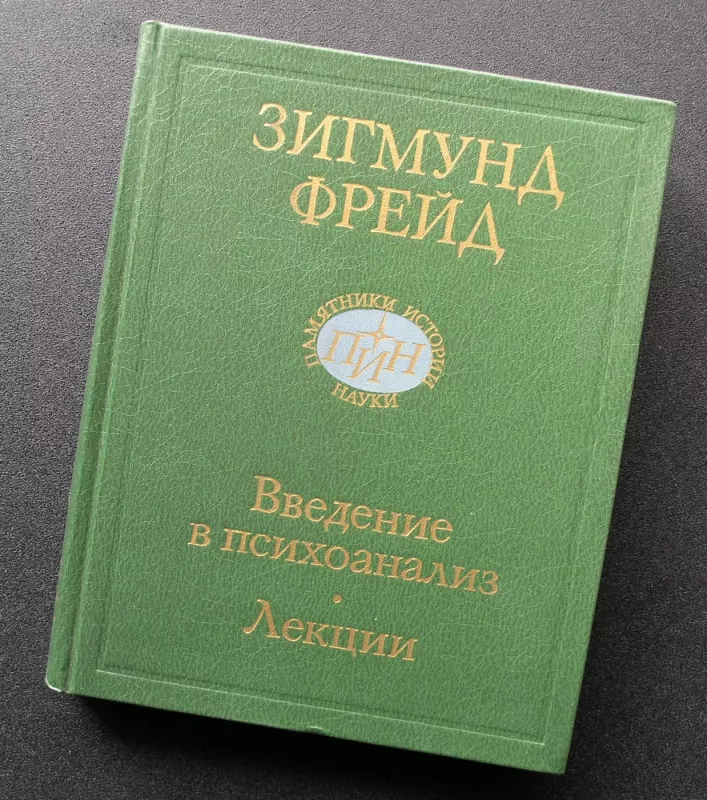 ЗИГМУНД
ФРЕЙД
ПАМЯТНИКИ ИСТОРИИ
ПИН
НАУКИ
Введение
в психоанализ
·
Лекции